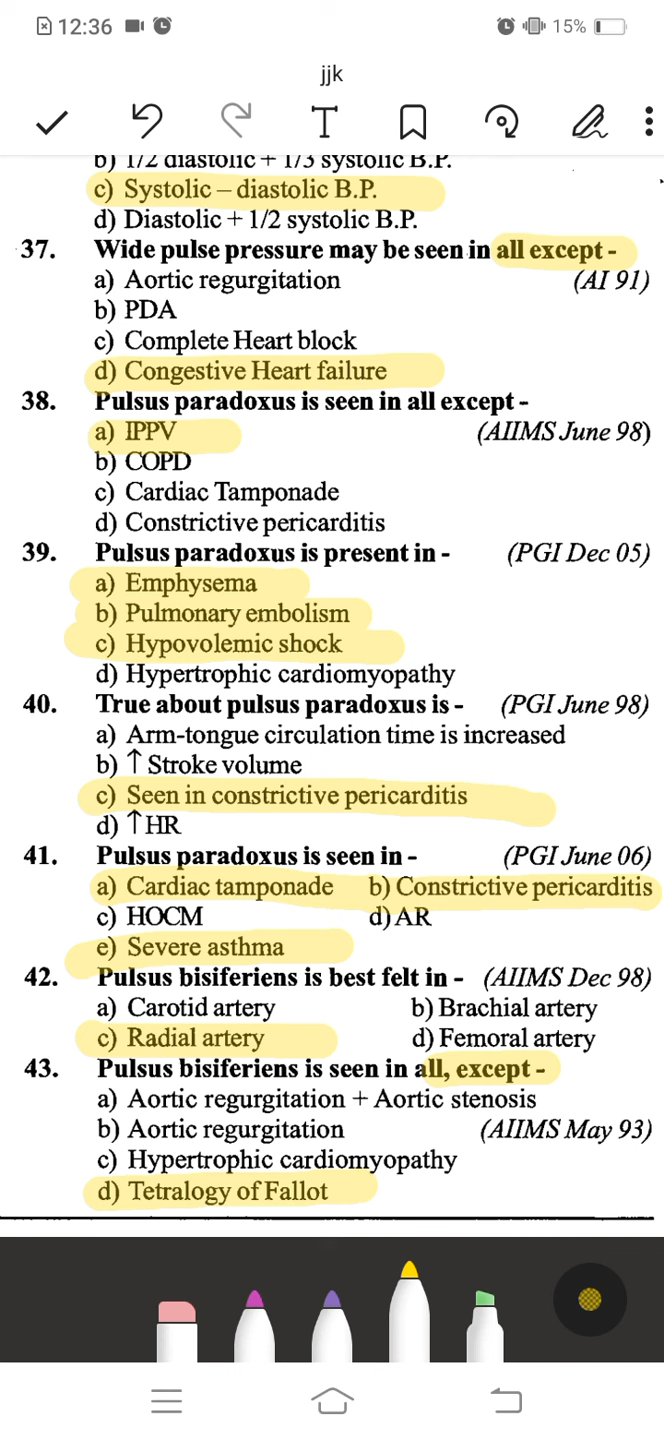 12:36
15%
jjk
T
b) 1/2 diastolic + 1/3 systolic B.P.
c) Systolic – diastolic B.P.
d) Diastolic + 1/2 systolic B.P.
37. Wide pulse pressure may be seen in all except -
a) Aortic regurgitation (AI 91)
b) PDA
c) Complete Heart block
d) Congestive Heart failure
38. Pulsus paradoxus is seen in all except -
a) IPPV (AIIMS June 98)
b) COPD
c) Cardiac Tamponade
d) Constrictive pericarditis
39. Pulsus paradoxus is present in - (PGI Dec 05)
a) Emphysema
b) Pulmonary embolism
c) Hypovolemic shock
d) Hypertrophic cardiomyopathy
40. True about pulsus paradoxus is - (PGI June 98)
a) Arm-tongue circulation time is increased
b) ↑ Stroke volume
c) Seen in constrictive pericarditis
d) ↑ HR
41. Pulsus paradoxus is seen in - (PGI June 06)
a) Cardiac tamponade b) Constrictive pericarditis
c) HOCM d) AR
e) Severe asthma
42. Pulsus bisiferiens is best felt in - (AIIMS Dec 98)
a) Carotid artery b) Brachial artery
c) Radial artery d) Femoral artery
43. Pulsus bisiferiens is seen in all, except -
a) Aortic regurgitation + Aortic stenosis
b) Aortic regurgitation (AIIMS May 93)
c) Hypertrophic cardiomyopathy
d) Tetralogy of Fallot